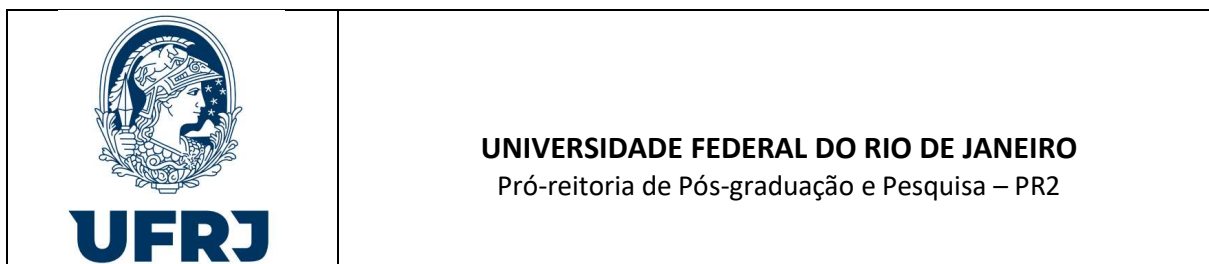 UFRJ
UNIVERSIDADE FEDERAL DO RIO DE JANEIRO
Pró-reitoria de Pós-graduação e Pesquisa – PR2